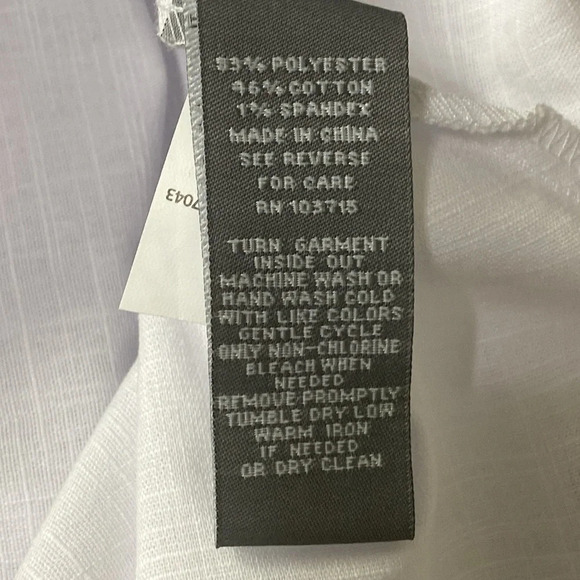 53% POLYESTER
46% COTTON
1% SPANDEX
MADE IN CHINA
SEE REVERSE
FOR CARE
RN 103715
TURN GARMENT
INSIDE OUT
MACHINE WASH OR
HAND WASH COLD
WITH LIKE COLORS
GENTLE CYCLE
ONLY NON-CHLORINE
BLEACH WHEN
NEEDED
REMOVE PROMPTLY
TUMBLE DRY LOW
WARM IRON
IF NEEDED
OR DRY CLEAN
7043